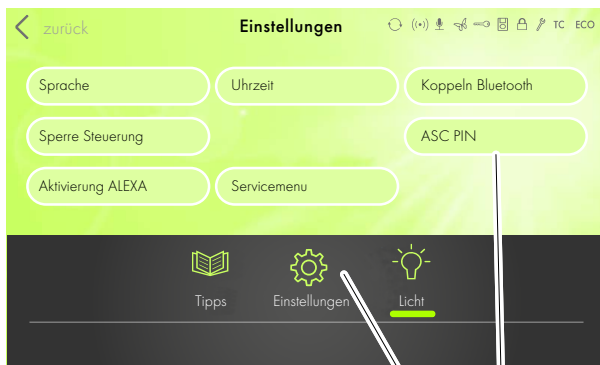 zurück Einstellungen TC ECO
Sprache Uhrzeit Koppeln Bluetooth
Sperre Steuerung ASC PIN
Aktivierung ALEXA Servicemenu
Tipps Einstellungen Licht